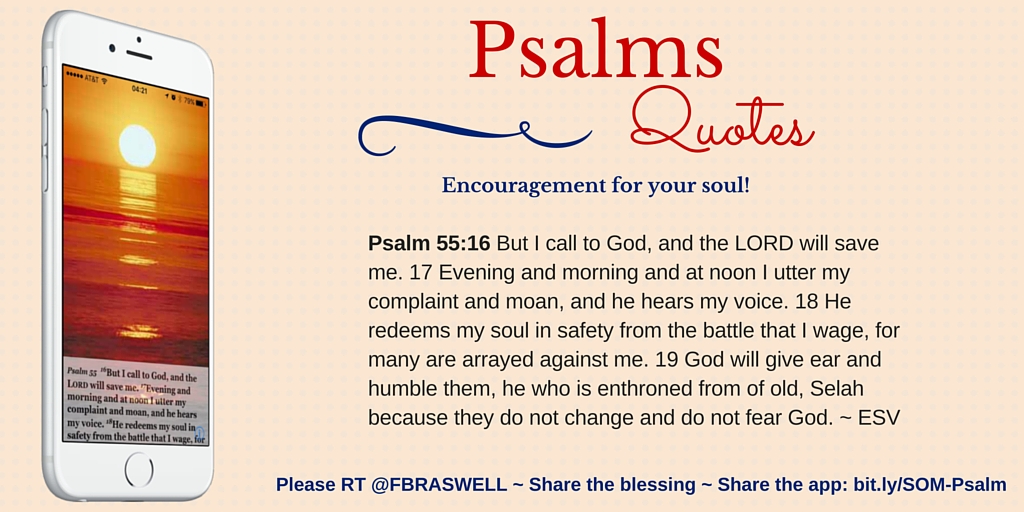 AT&T
04:21
79%
Psalm 55 16But I call to God, and the
LORD will save me. 17Evening and
morning and at noon I utter my
complaint and moan, and he hears
my voice. 18He redeems my soul in
safety from the battle that I wage, for
Psalms
Quotes
Encouragement for your soul!
Psalm 55:16 But I call to God, and the LORD will save
me. 17 Evening and morning and at noon I utter my
complaint and moan, and he hears my voice. 18 He
redeems my soul in safety from the battle that I wage, for
many are arrayed against me. 19 God will give ear and
humble them, he who is enthroned from of old, Selah
because they do not change and do not fear God. ~ ESV
Please RT @FBRASWELL ~ Share the blessing ~ Share the app: bit.ly/SOM-Psalm